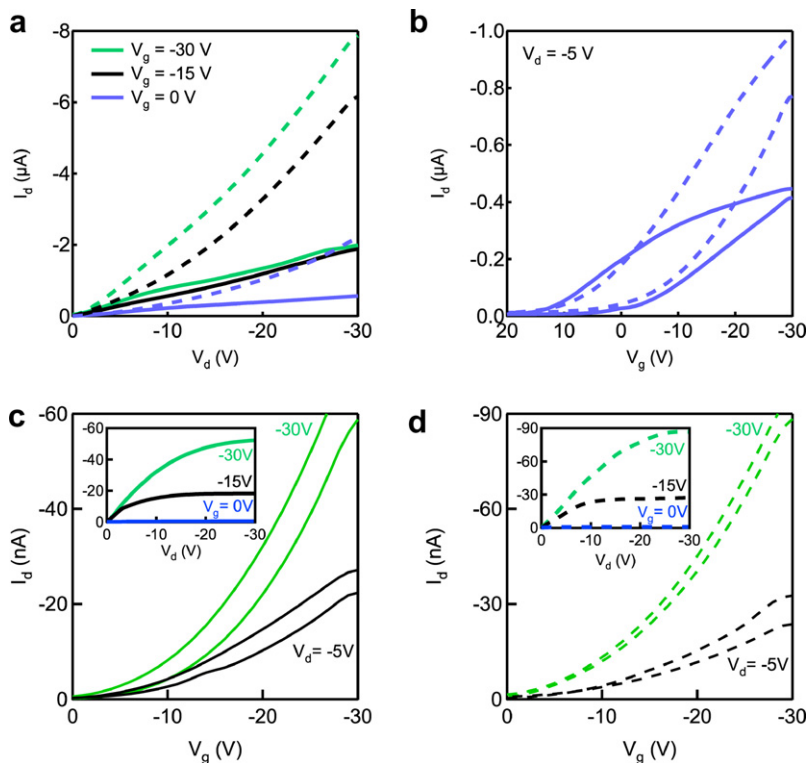 a
-8
-6
-4
-2
0
I_d (µA)
V_g = -30 V
V_g = -15 V
V_g = 0 V
0 -10 -20 -30
V_d (V)
b
-1.0
-0.8
-0.6
-0.4
-0.2
0.0
I_d (µA)
V_d = -5 V
20 10 0 -10 -20 -30
V_g (V)
c
-60
-40
-20
0
I_d (nA)
-30V
V_d = -5V
0 -10 -20 -30
V_g (V)
-60
-40
-20
0
-30V
-15V
V_g = 0V
0 -10 -20 -30
V_d (V)
d
-90
-60
-30
0
I_d (nA)
-30V
V_d = -5V
0 -10 -20 -30
V_g (V)
-90
-60
-30
0
-30V
-15V
V_g = 0V
0 -10 -20 -30
V_d (V)